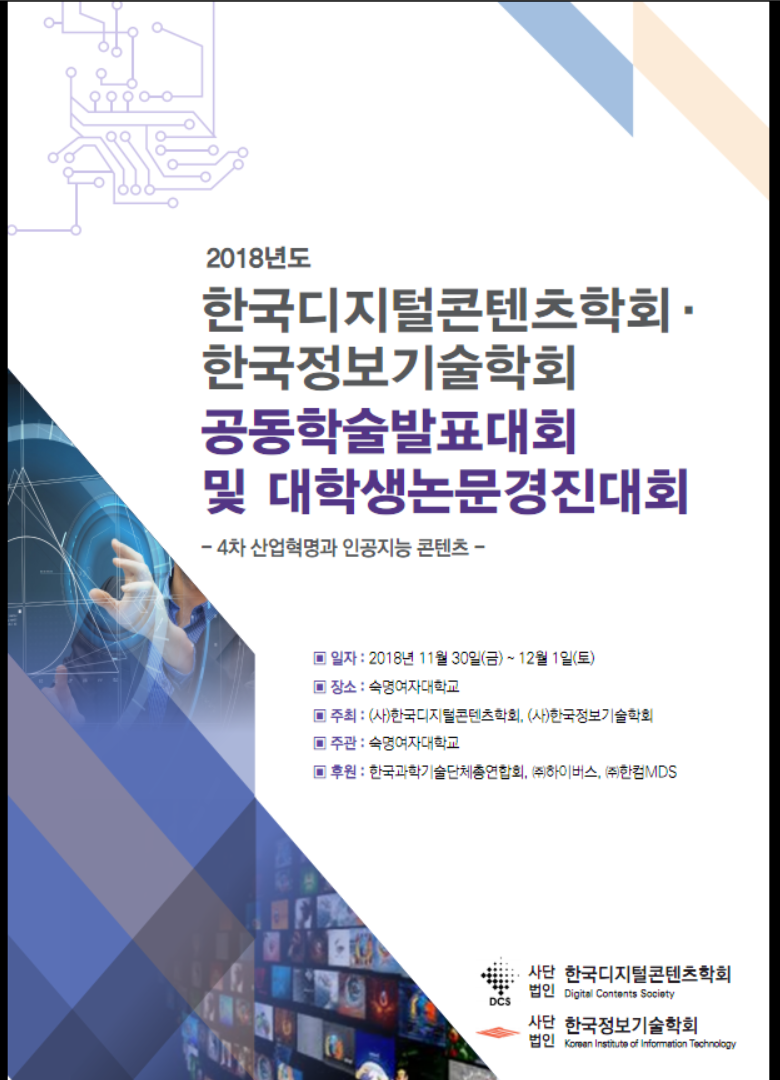 2018년도
한국디지털콘텐츠학회·
한국정보기술학회
공동학술발표대회
및 대학생논문경진대회
- 4차 산업혁명과 인공지능 콘텐츠 -
▣ 일자 : 2018년 11월 30일(금) ~ 12월 1일(토)
▣ 장소 : 숙명여자대학교
▣ 주최 : (사)한국디지털콘텐츠학회, (사)한국정보기술학회
▣ 주관 : 숙명여자대학교
▣ 후원 : 한국과학기술단체총연합회, ㈜하이버스, ㈜한컴MDS
DCS
사단법인 한국디지털콘텐츠학회
Digital Contents Society
사단법인 한국정보기술학회
Korean Institute of Information Technology